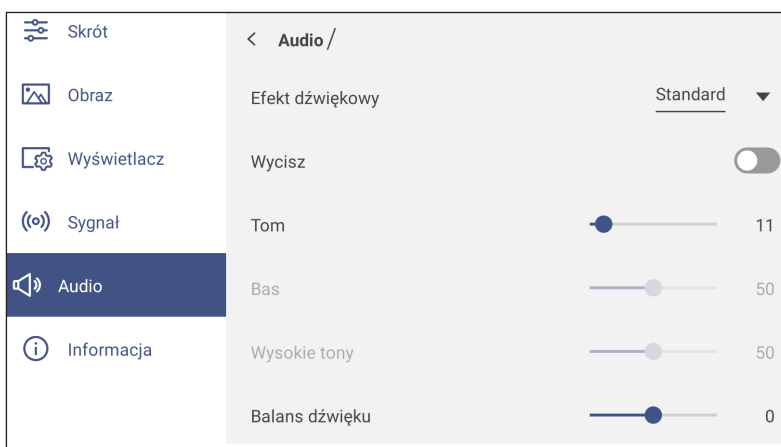 Skrót
Obraz
Wyświetlacz
Sygnał
Audio
Informacja
< Audio /
Efekt dźwiękowy Standard
Wycisz
Tom 11
Bas 50
Wysokie tony 50
Balans dźwięku 0